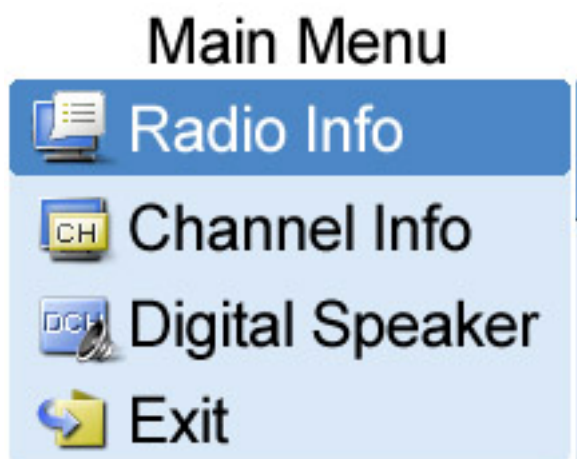 Main Menu
Radio Info
CH Channel Info
DCH Digital Speaker
Exit